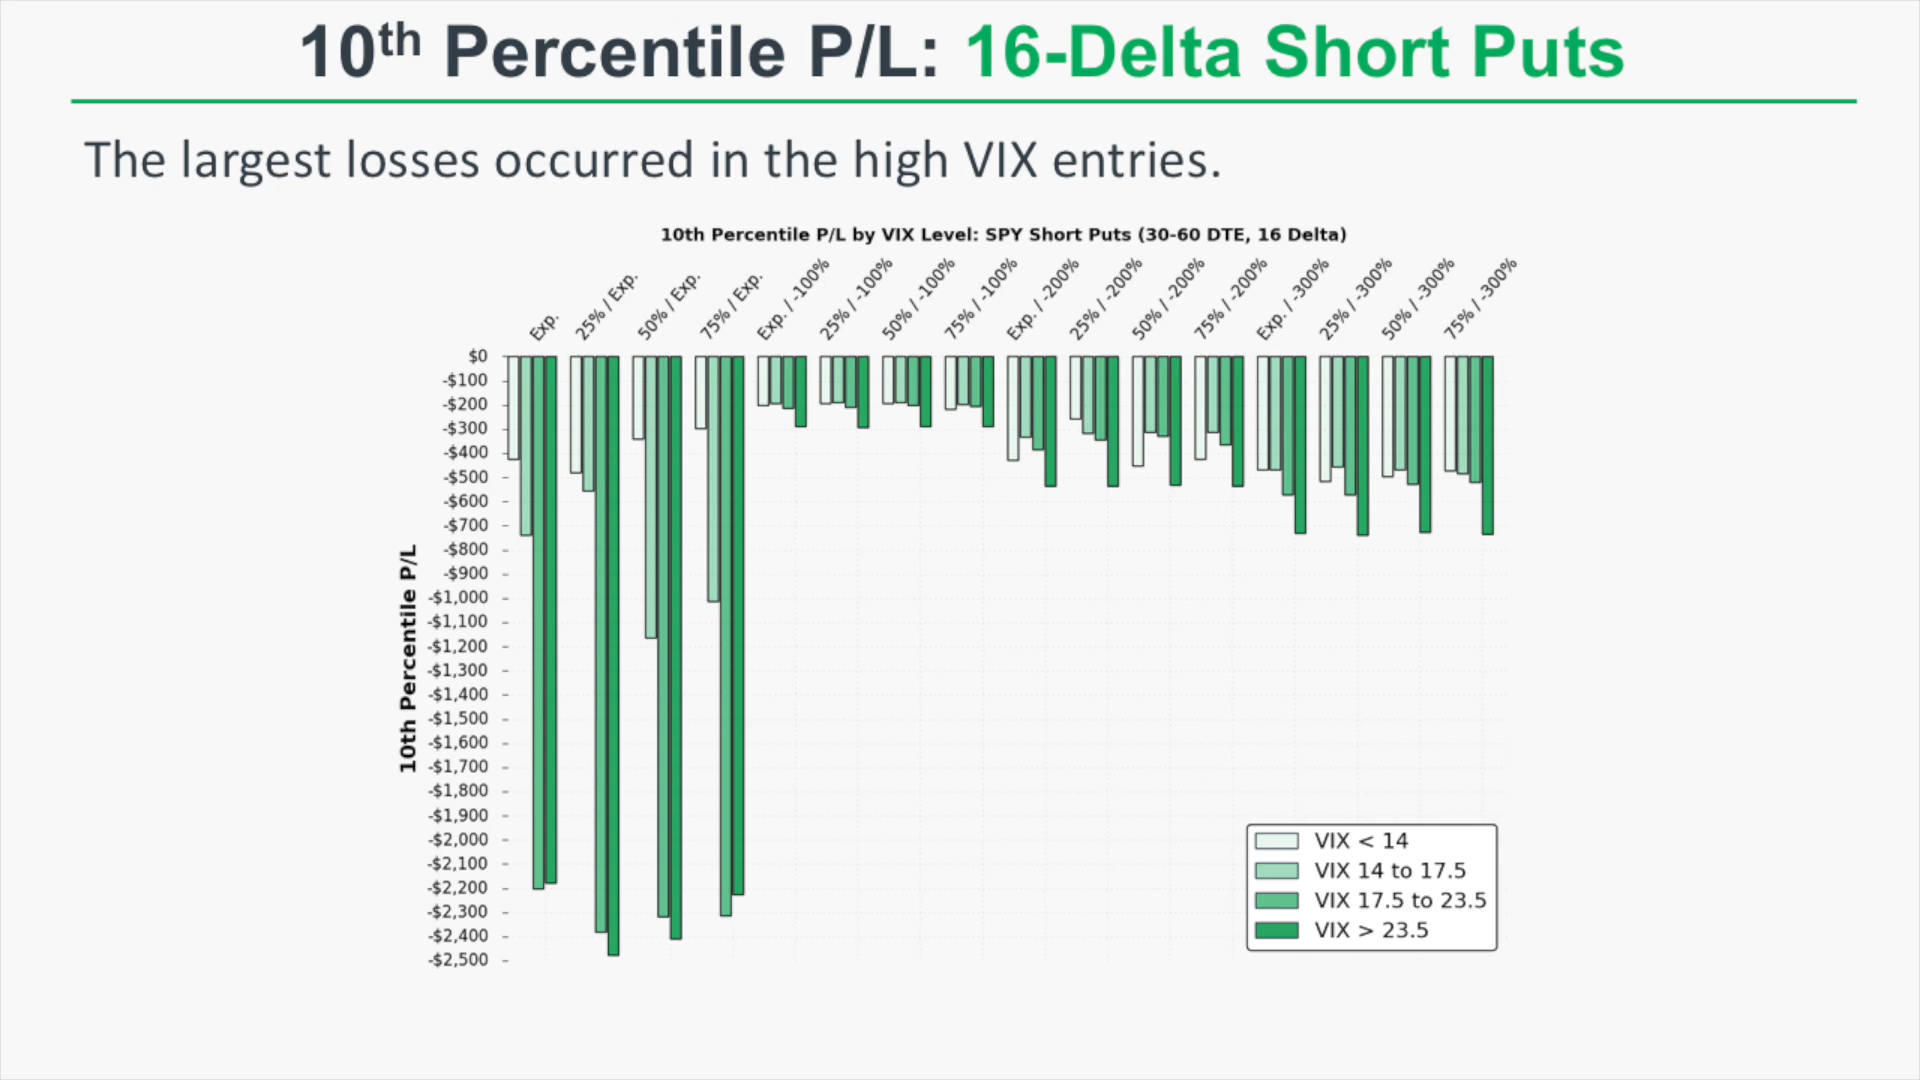 10th Percentile P/L: 16-Delta Short Puts
The largest losses occurred in the high VIX entries.
10th Percentile P/L by VIX Level: SPY Short Puts (30-60 DTE, 16 Delta)
Exp.
25% / Exp.
50% / Exp.
75% / Exp.
Exp. / -100%
25% / -100%
50% / -100%
75% / -100%
Exp. / -200%
25% / -200%
50% / -200%
75% / -200%
Exp. / -300%
25% / -300%
50% / -300%
75% / -300%
10th Percentile P/L
$0
-$100
-$200
-$300
-$400
-$500
-$600
-$700
-$800
-$900
-$1,000
-$1,100
-$1,200
-$1,300
-$1,400
-$1,500
-$1,600
-$1,700
-$1,800
-$1,900
-$2,000
-$2,100
-$2,200
-$2,300
-$2,400
-$2,500
VIX < 14
VIX 14 to 17.5
VIX 17.5 to 23.5
VIX > 23.5